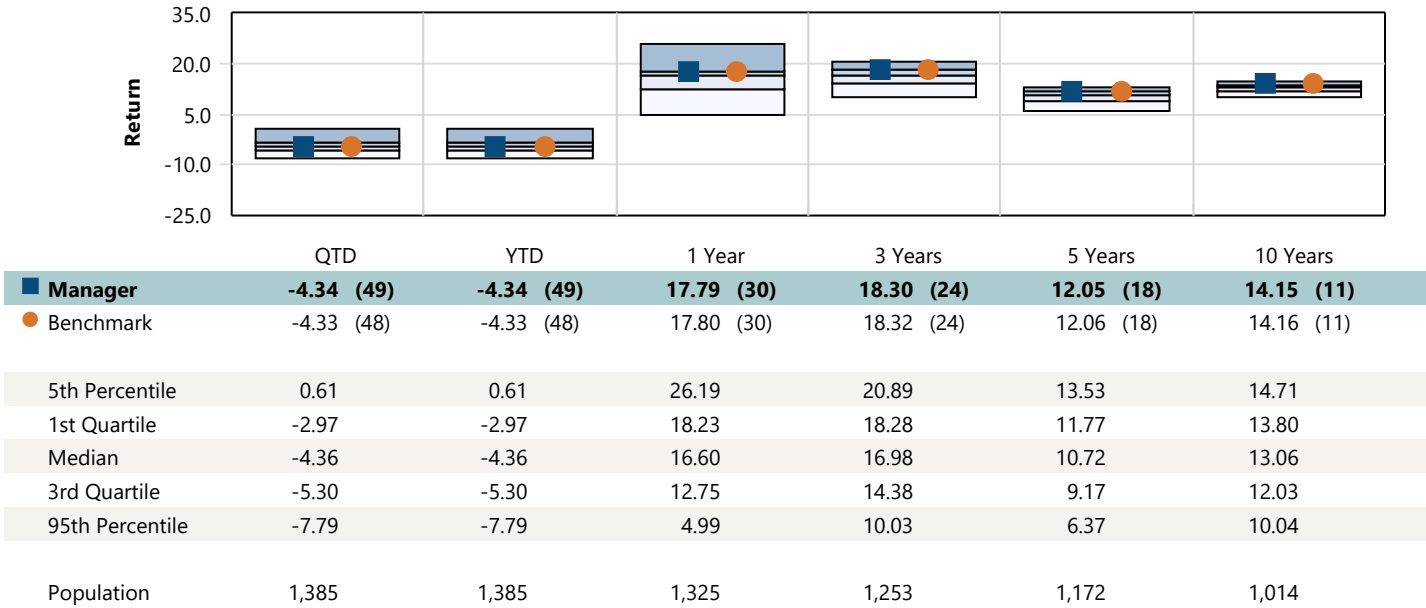 35.0
20.0
5.0
-10.0
-25.0
Return
QTD YTD 1 Year 3 Years 5 Years 10 Years
Manager -4.34 (49) -4.34 (49) 17.79 (30) 18.30 (24) 12.05 (18) 14.15 (11)
Benchmark -4.33 (48) -4.33 (48) 17.80 (30) 18.32 (24) 12.06 (18) 14.16 (11)
5th Percentile 0.61 0.61 26.19 20.89 13.53 14.71
1st Quartile -2.97 -2.97 18.23 18.28 11.77 13.80
Median -4.36 -4.36 16.60 16.98 10.72 13.06
3rd Quartile -5.30 -5.30 12.75 14.38 9.17 12.03
95th Percentile -7.79 -7.79 4.99 10.03 6.37 10.04
Population 1,385 1,385 1,325 1,253 1,172 1,014